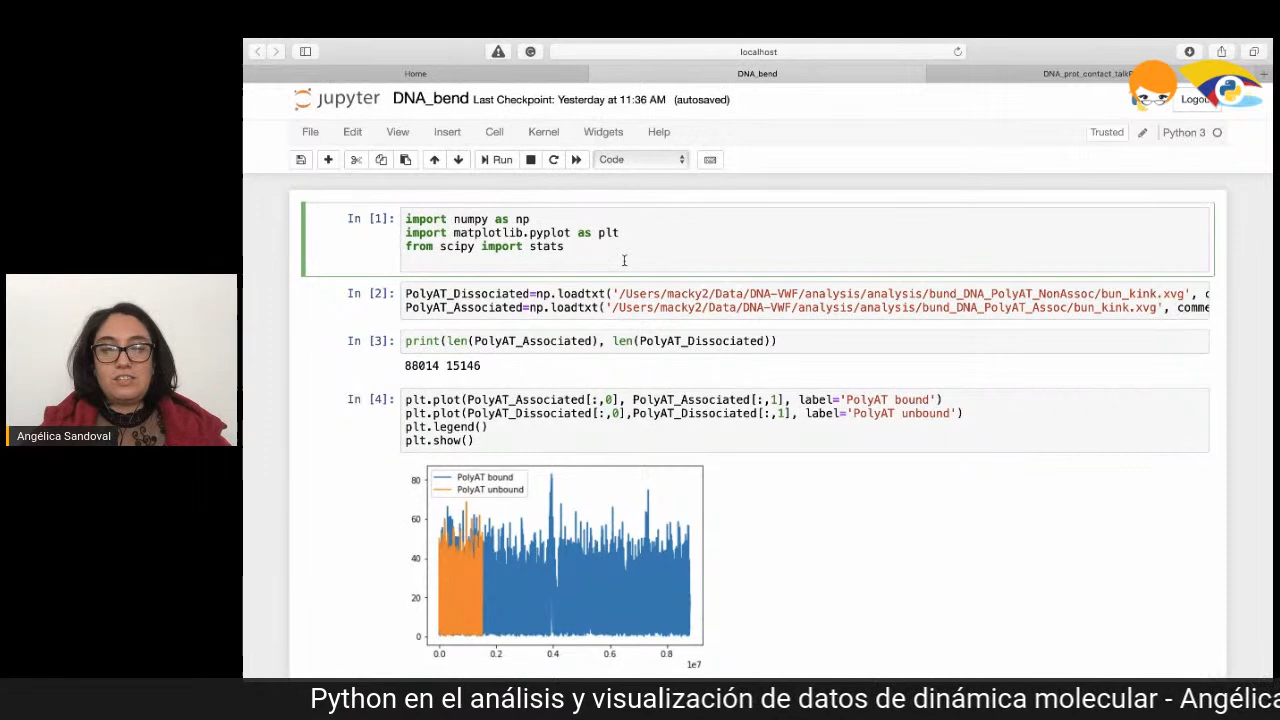 localhost
Home
DNA_bend
DNA_prot_contact_talk
jupyter
DNA_bend Last Checkpoint: Yesterday at 11:36 AM (autosaved)
File Edit View Insert Cell Kernel Widgets Help
Trusted
Python 3
Run
Code
In [1]:
import numpy as np
import matplotlib.pyplot as plt
from scipy import stats
In [2]:
PolyAT_Dissociated=np.loadtxt('/Users/macky2/Data/DNA-VWF/analysis/analysis/bund_DNA_PolyAT_NonAssoc/bun_kink.xvg', c
PolyAT_Associated=np.loadtxt('/Users/macky2/Data/DNA-VWF/analysis/analysis/bund_DNA_PolyAT_Assoc/bun_kink.xvg', comme
In [3]:
print(len(PolyAT_Associated), len(PolyAT_Dissociated))
88014 15146
In [4]:
plt.plot(PolyAT_Associated[:,0], PolyAT_Associated[:,1], label='PolyAT bound')
plt.plot(PolyAT_Dissociated[:,0],PolyAT_Dissociated[:,1], label='PolyAT unbound')
plt.legend()
plt.show()
PolyAT bound
PolyAT unbound
80
60
40
20
0
0.0 0.2 0.4 0.6 0.8
1e7
Angélica Sandoval
Python en el análisis y visualización de datos de dinámica molecular - Angélica